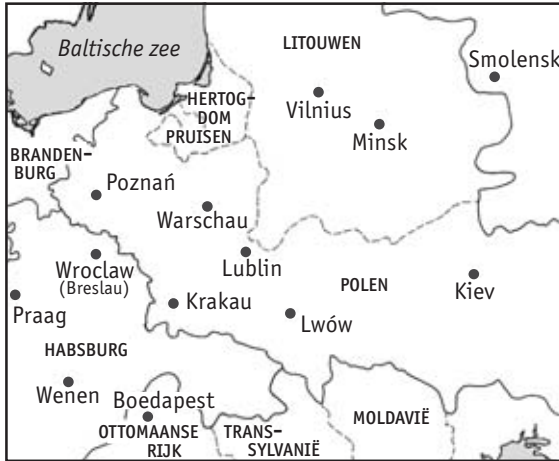 Baltische zee
LITOUWEN
Smolensk
HERTOG-
DOM
PRUISEN
Vilnius
Minsk
BRANDEN-
BURG
Poznań
Warschau
Wroclaw
(Breslau)
Lublin
POLEN
Kiev
Praag
Krakau
Lwów
HABSBURG
Wenen
Boedapest
OTTOMAANSE
RIJK
TRANS-
SYLVANIË
MOLDAVIË